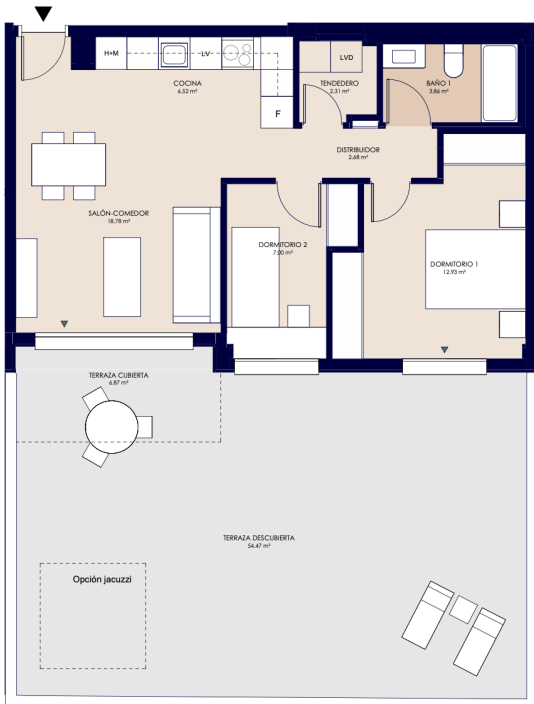 H+M
LV
COCINA
6.52 m²
F
LVD
TENDEDERO
2.31 m²
BAÑO 1
3.86 m²
DISTRIBUIDOR
2.68 m²
SALÓN-COMEDOR
18.78 m²
DORMITORIO 2
7.00 m²
DORMITORIO 1
12.93 m²
TERRAZA CUBIERTA
6.87 m²
TERRAZA DESCUBIERTA
54.47 m²
Opción jacuzzi